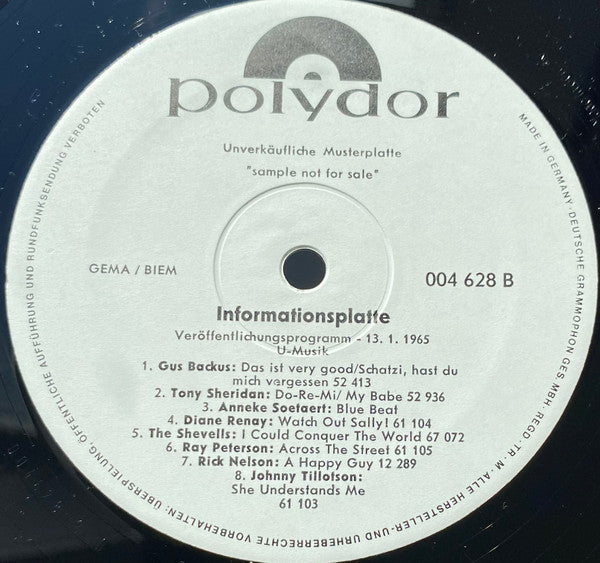 polydor
Unverkäufliche Musterplatte
"sample not for sale"
GEMA / BIEM
004 628 B
Informationsplatte
Veröffentlichungsprogramm - 13. 1. 1965
U-Musik
1. Gus Backus: Das ist very good/Schatzi, hast du
mich vergessen 52 413
2. Tony Sheridan: Do-Re-Mi/ My Babe 52 936
3. Anneke Soetaert: Blue Beat
4. Diane Renay: Watch Out Sally! 61 104
5. The Shevells: I Could Conquer The World 67 072
6. Ray Peterson: Across The Street 61 105
7. Rick Nelson: A Happy Guy 12 289
8. Johnny Tillotson:
She Understands Me
61 103
MADE IN GERMANY · DEUTSCHE GRAMMOPHON GES MBH. REGD. TR. M. · ALLE HERSTELLER-UND URHEBERRECHTE VORBEHALTEN: ÜBERSPIELUNG, ÖFFENTLICHE AUFFÜHRUNG UND RUNDFUNKSENDUNG VERBOTEN